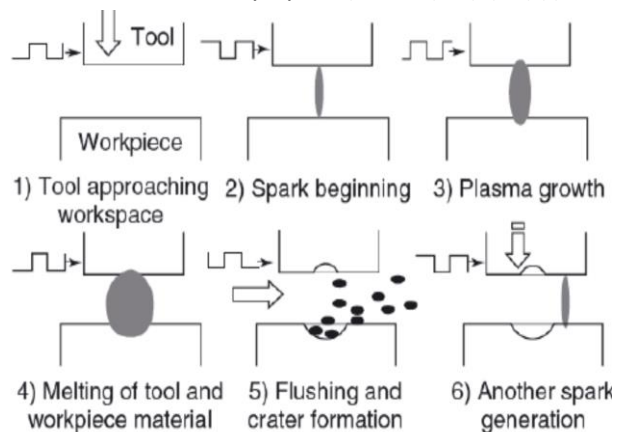 Tool
Workpiece
1) Tool approaching
workspace
2) Spark beginning
3) Plasma growth
4) Melting of tool and
workpiece material
5) Flushing and
crater formation
6) Another spark
generation